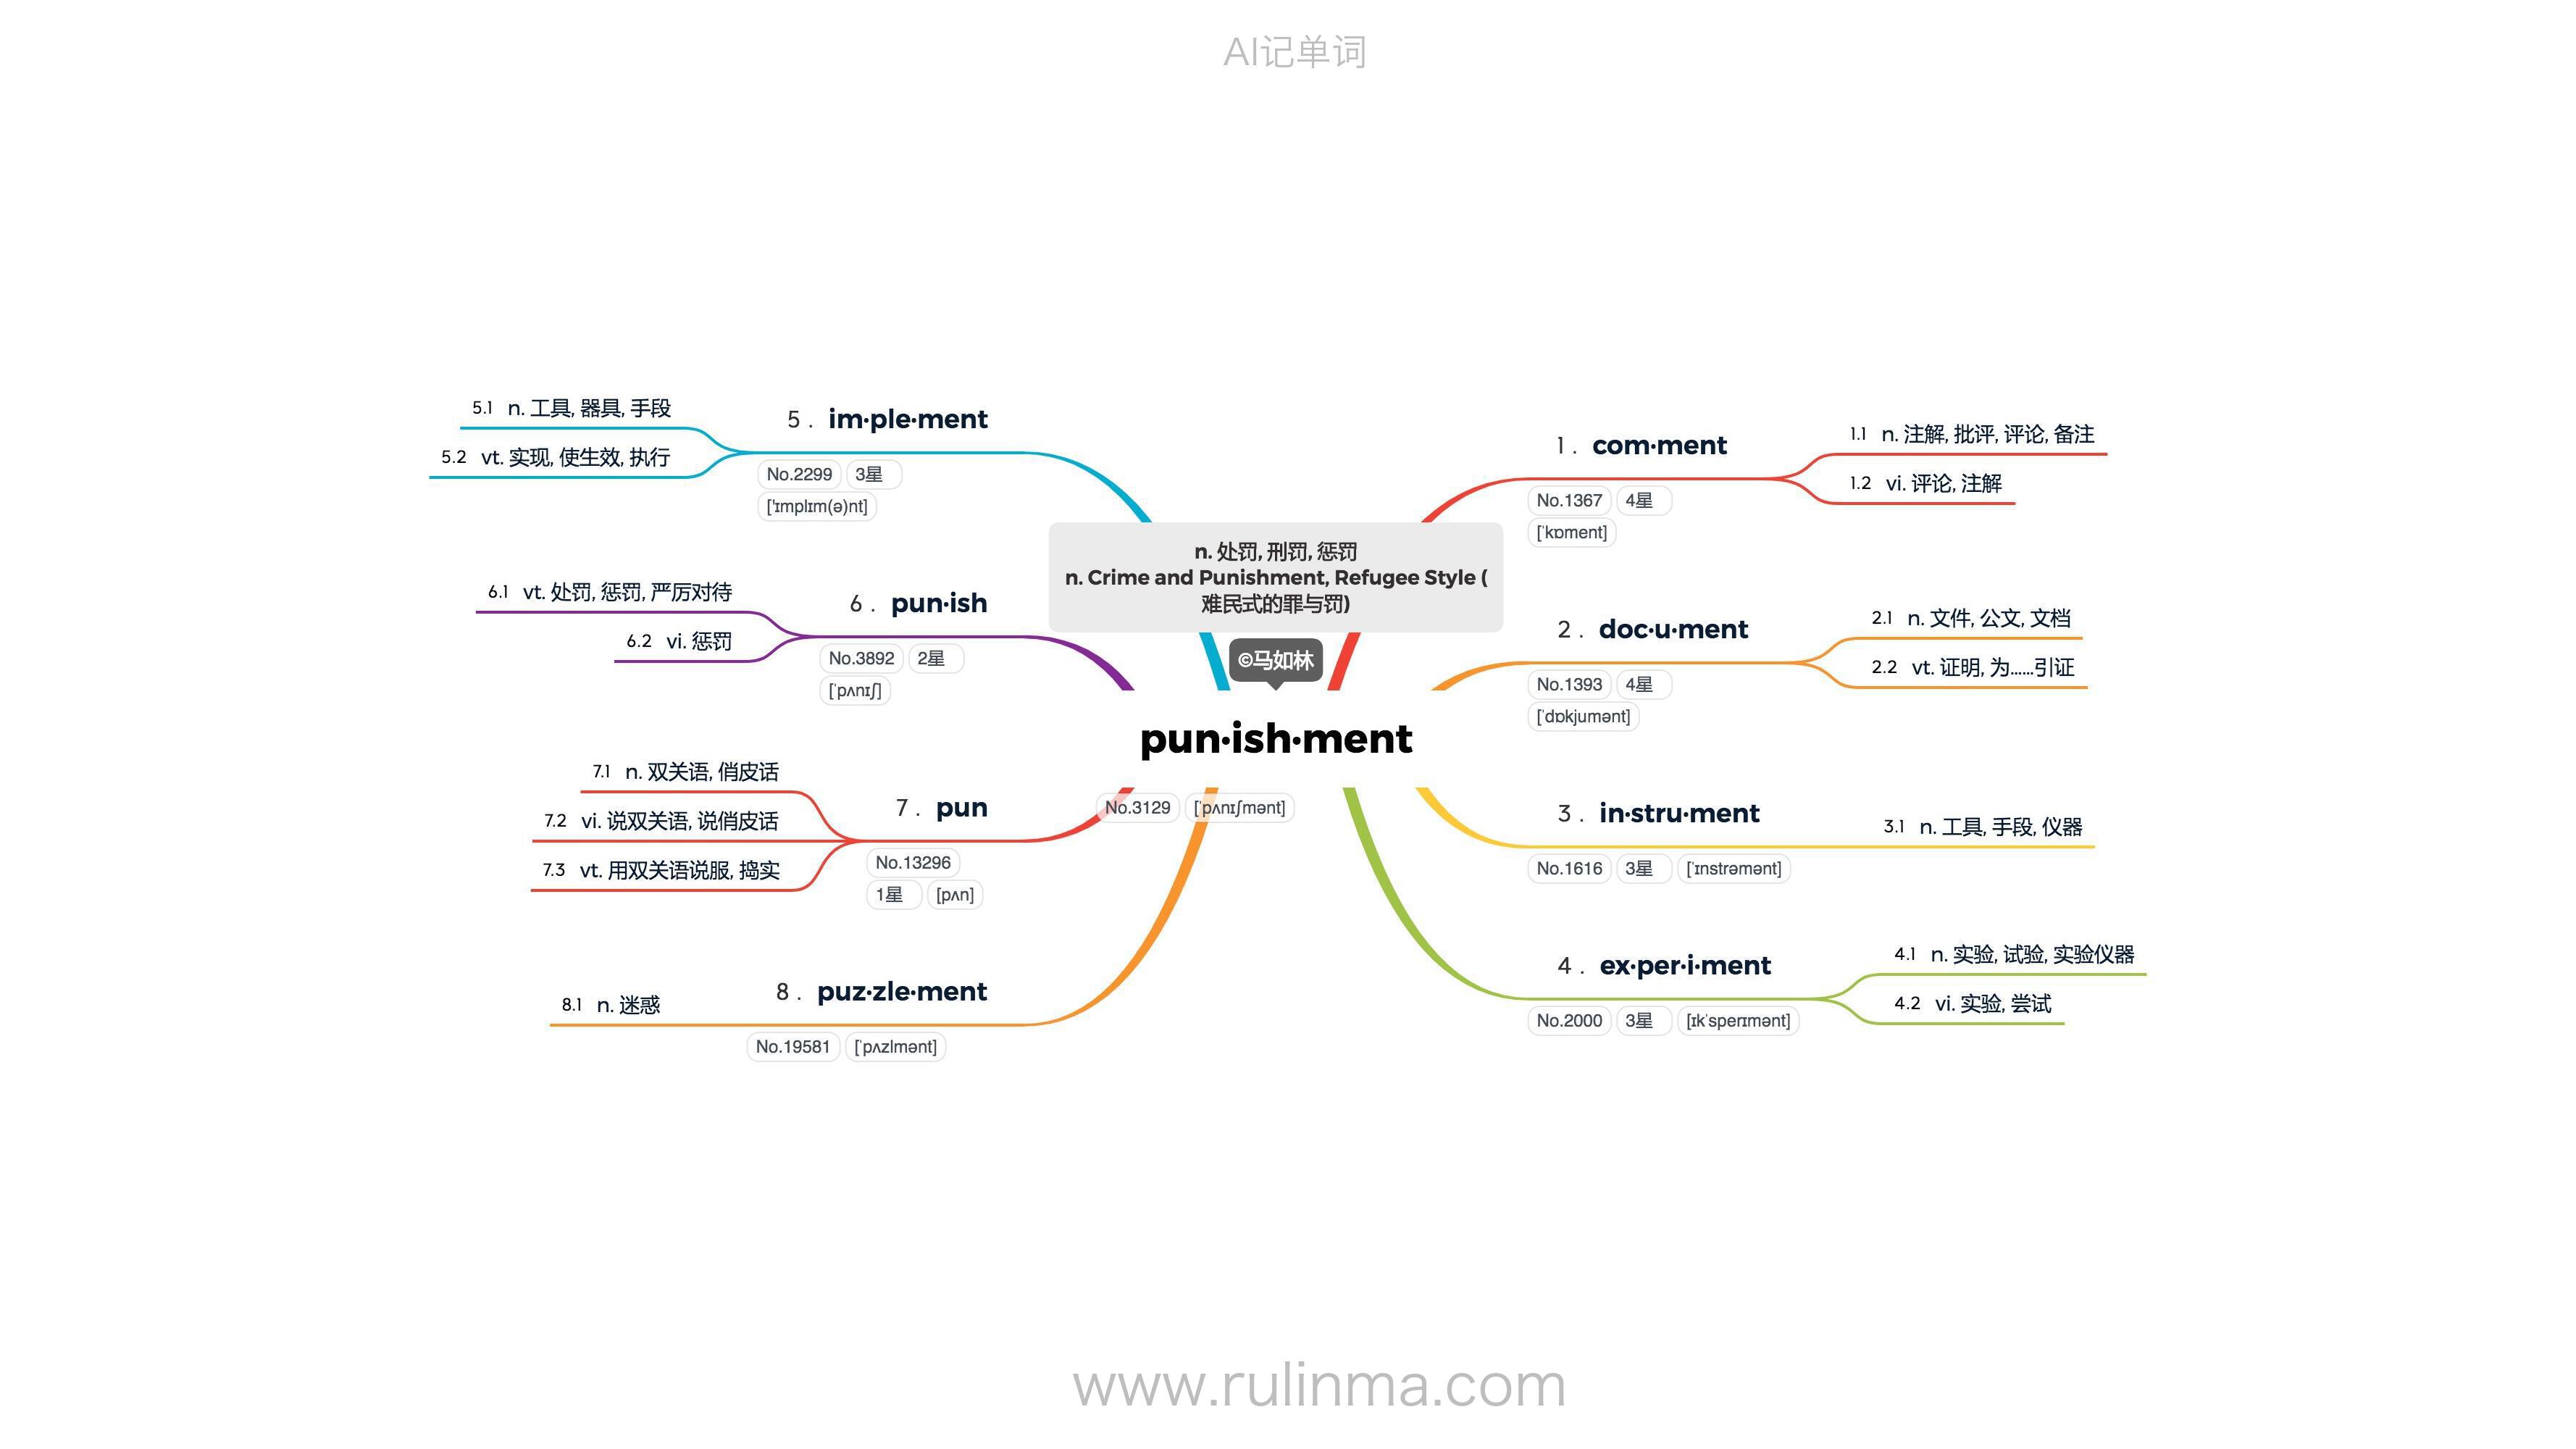 AI记单词
n. 处罚, 刑罚, 惩罚
n. Crime and Punishment, Refugee Style (
难民式的罪与罚)
©马如林
pun·ish·ment
No.3129 [ˈpʌnɪʃmənt]
1 . com·ment
No.1367 4星
[ˈkɒment]
1.1 n. 注解, 批评, 评论, 备注
1.2 vi. 评论, 注解
2 . doc·u·ment
No.1393 4星
[ˈdɒkjumənt]
2.1 n. 文件, 公文, 文档
2.2 vt. 证明, 为......引证
3 . in·stru·ment
No.1616 3星 [ˈɪnstrəmənt]
3.1 n. 工具, 手段, 仪器
4 . ex·per·i·ment
No.2000 3星 [ɪkˈsperɪmənt]
4.1 n. 实验, 试验, 实验仪器
4.2 vi. 实验, 尝试
5 . im·ple·ment
No.2299 3星
['ɪmplɪm(ə)nt]
5.1 n. 工具, 器具, 手段
5.2 vt. 实现, 使生效, 执行
6 . pun·ish
No.3892 2星
[ˈpʌnɪʃ]
6.1 vt. 处罚, 惩罚, 严厉对待
6.2 vi. 惩罚
7 . pun
No.13296
1星 [pʌn]
7.1 n. 双关语, 俏皮话
7.2 vi. 说双关语, 说俏皮话
7.3 vt. 用双关语说服, 捣实
8 . puz·zle·ment
No.19581 [ˈpʌzlmənt]
8.1 n. 迷惑
www.rulinma.com